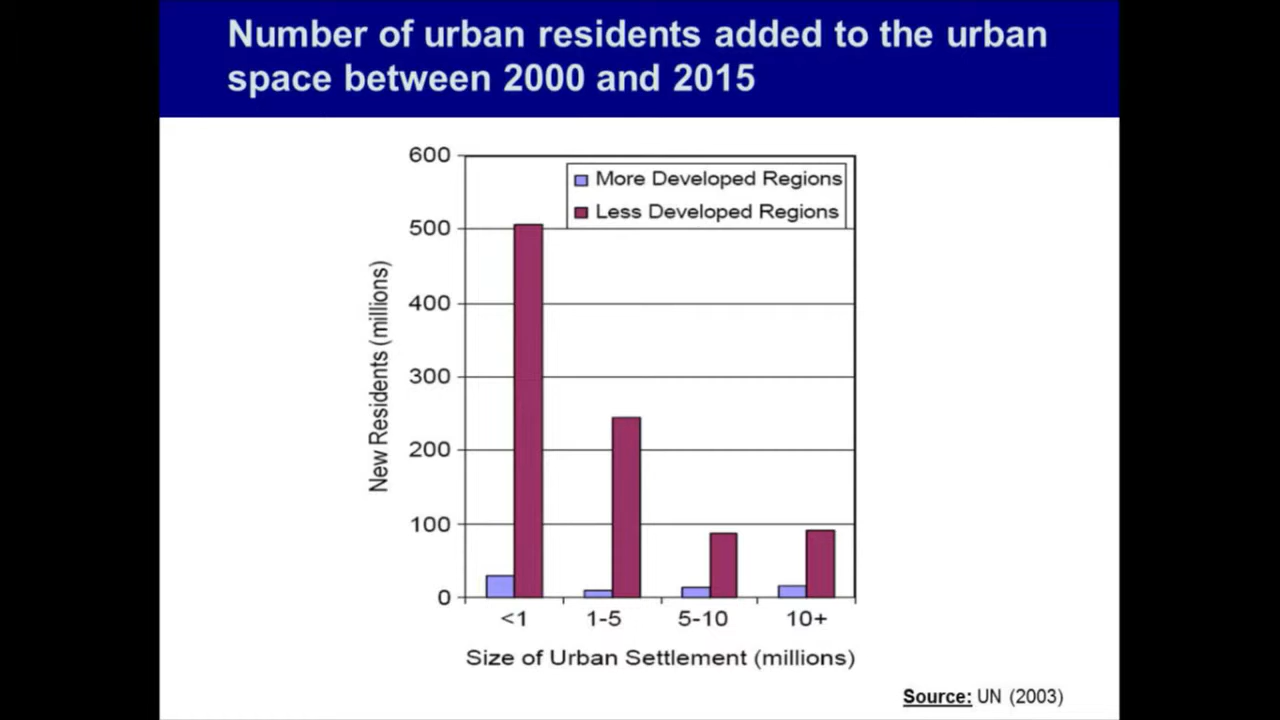 Number of urban residents added to the urban
space between 2000 and 2015
600
More Developed Regions
Less Developed Regions
500
400
300
200
100
0
New Residents (millions)
<1 1-5 5-10 10+
Size of Urban Settlement (millions)
Source: UN (2003)